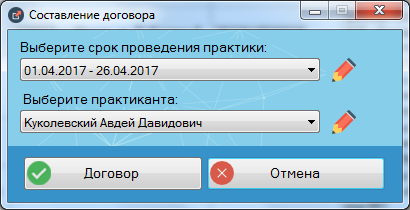 Составление договора
Выберите срок проведения практики:
01.04.2017 - 26.04.2017
Выберите практиканта:
Куколевский Авдей Давидович
Договор
Отмена